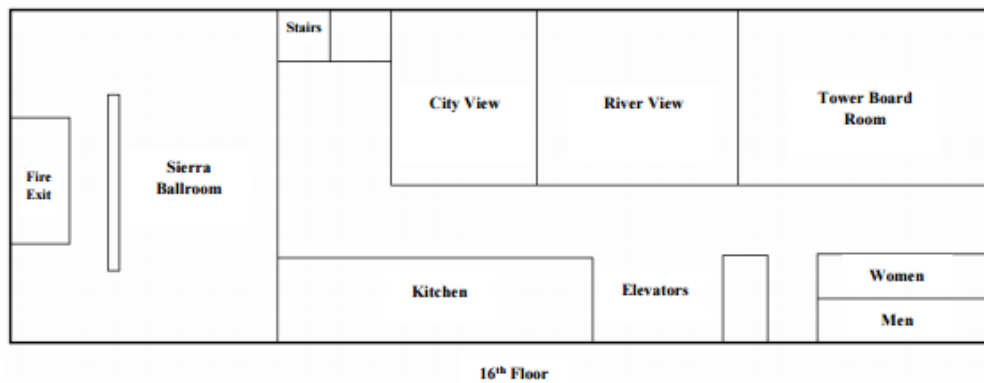 Stairs
City View
River View
Tower Board
Room
Sierra
Ballroom
Fire
Exit
Kitchen
Elevators
Women
Men
16th Floor